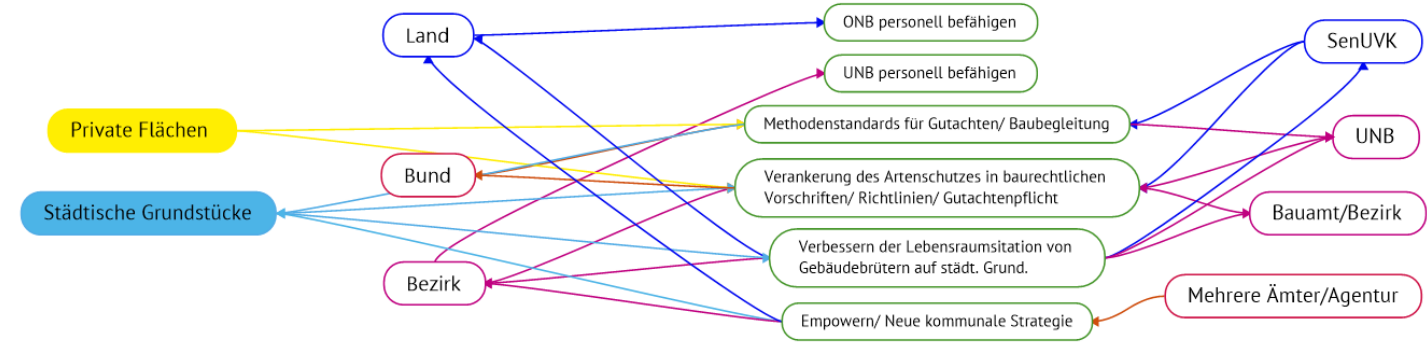 Land
ONB personell befähigen
SenUVK
UNB personell befähigen
Private Flächen
Methodenstandards für Gutachten/ Baubegleitung
UNB
Bund
Verankerung des Artenschutzes in baurechtlichen
Vorschriften/ Richtlinien/ Gutachtenpflicht
Städtische Grundstücke
Bauamt/Bezirk
Verbessern der Lebensraumsitation von
Gebäudebrütern auf städt. Grund.
Bezirk
Mehrere Ämter/Agentur
Empowern/ Neue kommunale Strategie